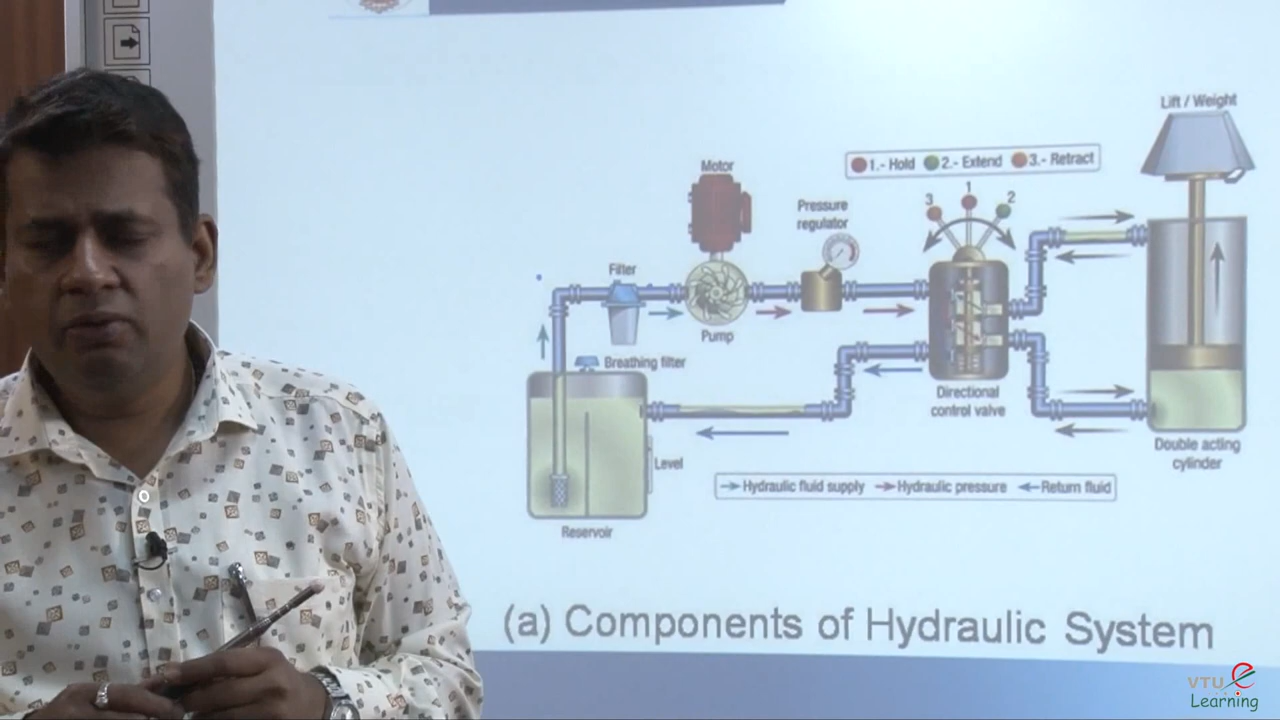 Lift / Weight
1.- Hold 2.- Extend 3.- Retract
Motor
3 1 2
Pressure
regulator
Filter
Pump
Breathing filter
Directional
control valve
Double acting
cylinder
Level
Hydraulic fluid supply Hydraulic pressure Return fluid
Reservoir
(a) Components of Hydraulic System
VTU e
Learning